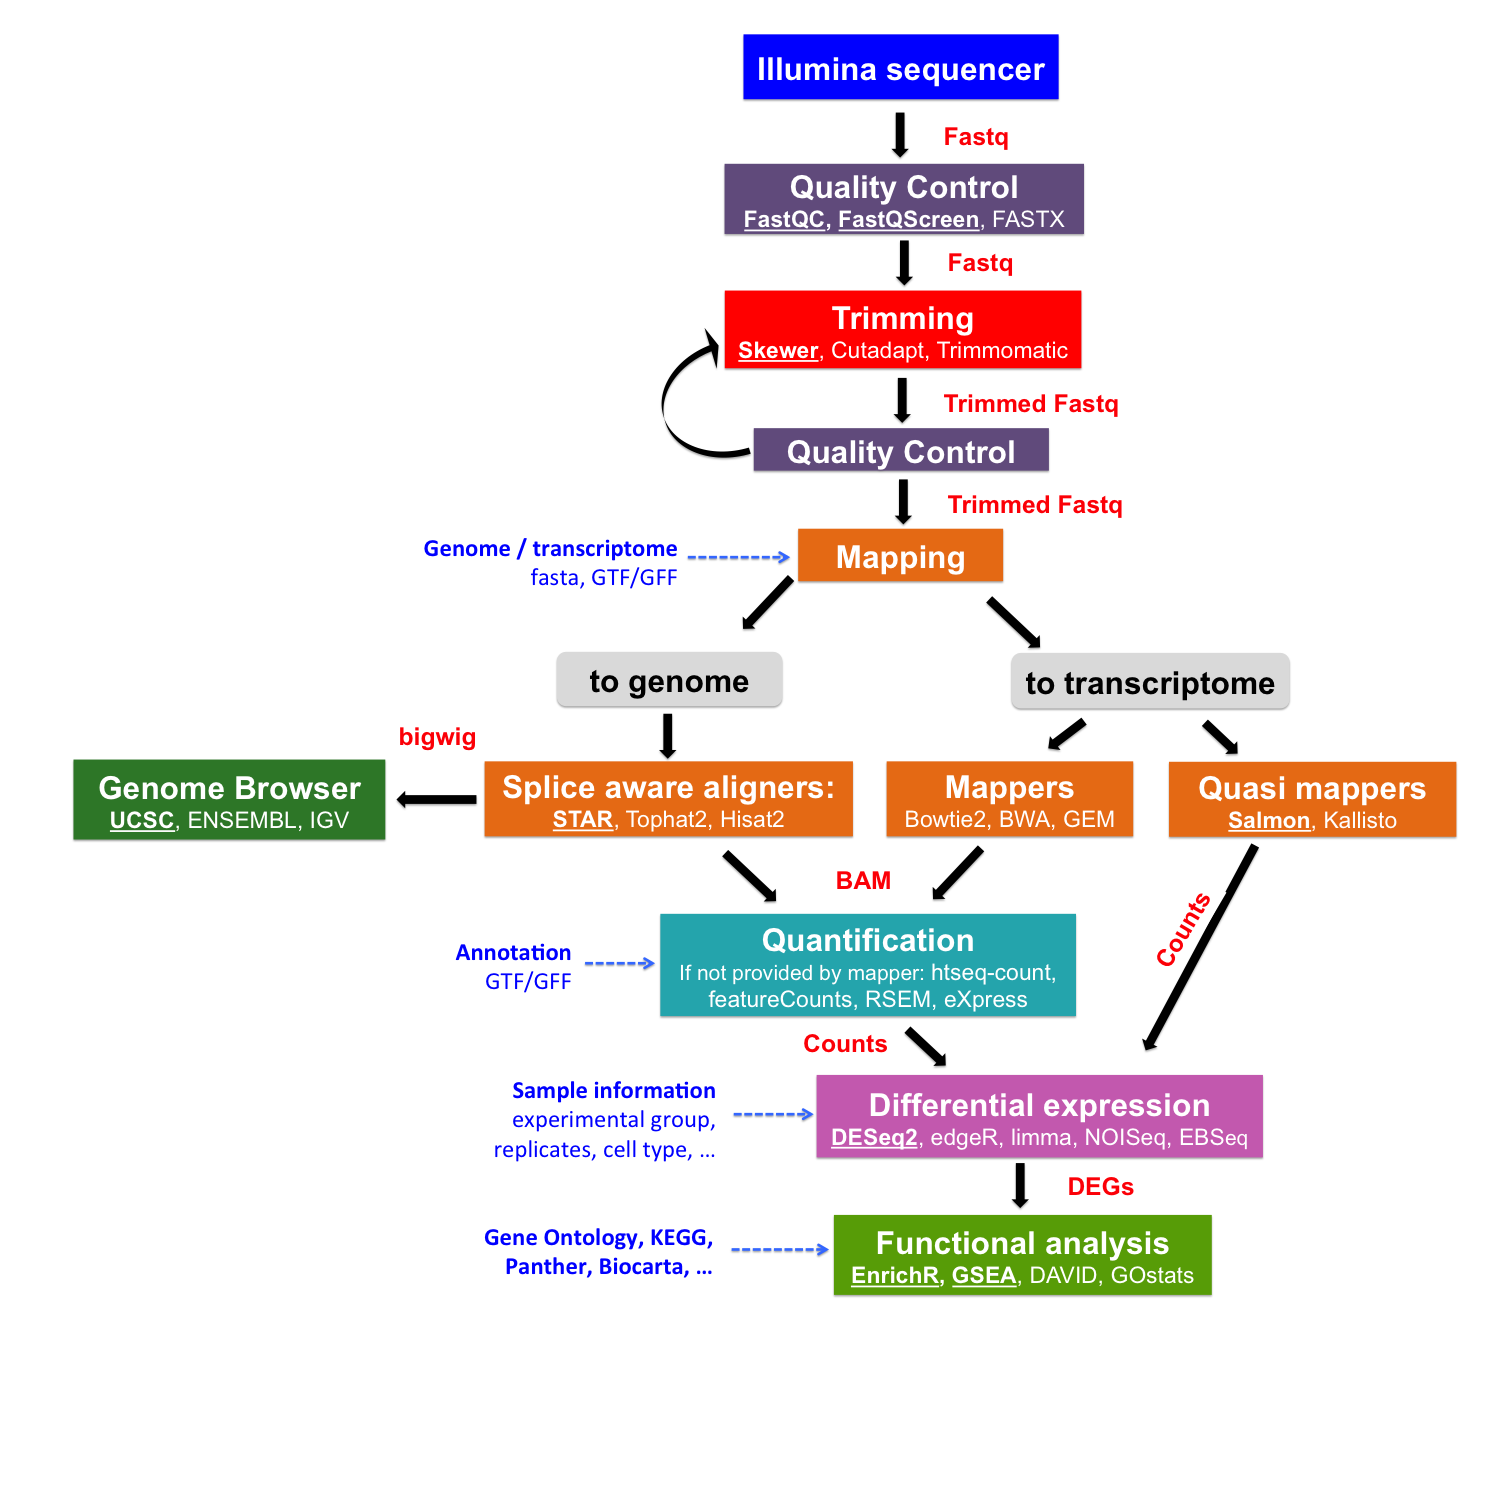 Illumina sequencer
Fastq
Quality Control
FastQC, FastQScreen, FASTX
Fastq
Trimming
Skewer, Cutadapt, Trimmomatic
Trimmed Fastq
Quality Control
Trimmed Fastq
Genome / transcriptome
fasta, GTF/GFF
Mapping
to genome
to transcriptome
bigwig
Genome Browser
UCSC, ENSEMBL, IGV
Splice aware aligners:
STAR, Tophat2, Hisat2
Mappers
Bowtie2, BWA, GEM
Quasi mappers
Salmon, Kallisto
BAM
Counts
Annotation
GTF/GFF
Quantification
If not provided by mapper: htseq-count,
featureCounts, RSEM, eXpress
Counts
Sample information
experimental group,
replicates, cell type, ...
Differential expression
DESeq2, edgeR, limma, NOISeq, EBSeq
DEGs
Gene Ontology, KEGG,
Panther, Biocarta, ...
Functional analysis
EnrichR, GSEA, DAVID, GOstats